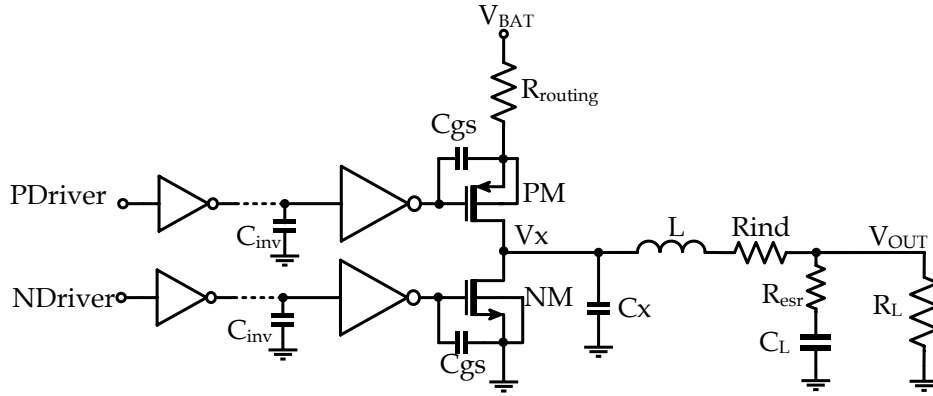 V_BAT
R_routing
Cgs
PDriver
PM
C_inv
Vx
L
Rind
V_OUT
NDriver
NM
C_inv
Cgs
Cx
R_esr
C_L
R_L